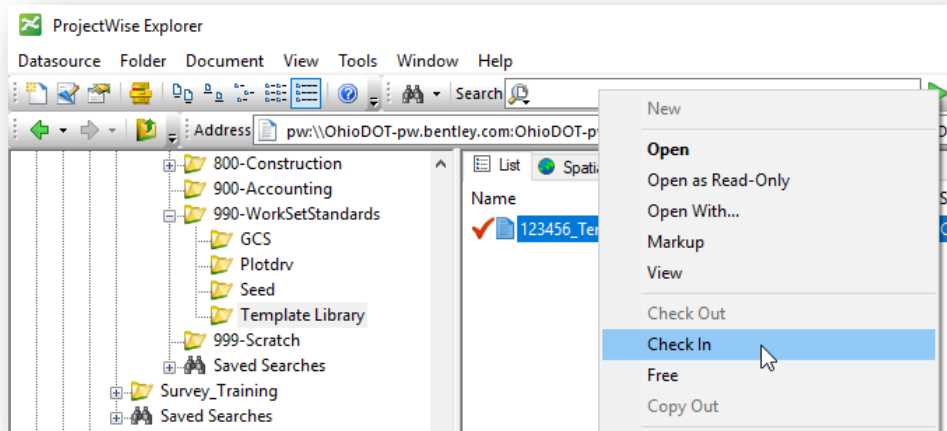 ProjectWise Explorer
Datasource Folder Document View Tools Window Help
Search
Address pw:\\OhioDOT-pw.bentley.com:OhioDOT-p
800-Construction
900-Accounting
990-WorkSetStandards
GCS
Plotdrv
Seed
Template Library
999-Scratch
Saved Searches
Survey_Training
Saved Searches
List Spati
Name
123456_Ter
New
Open
Open as Read-Only
Open With...
Markup
View
Check Out
Check In
Free
Copy Out